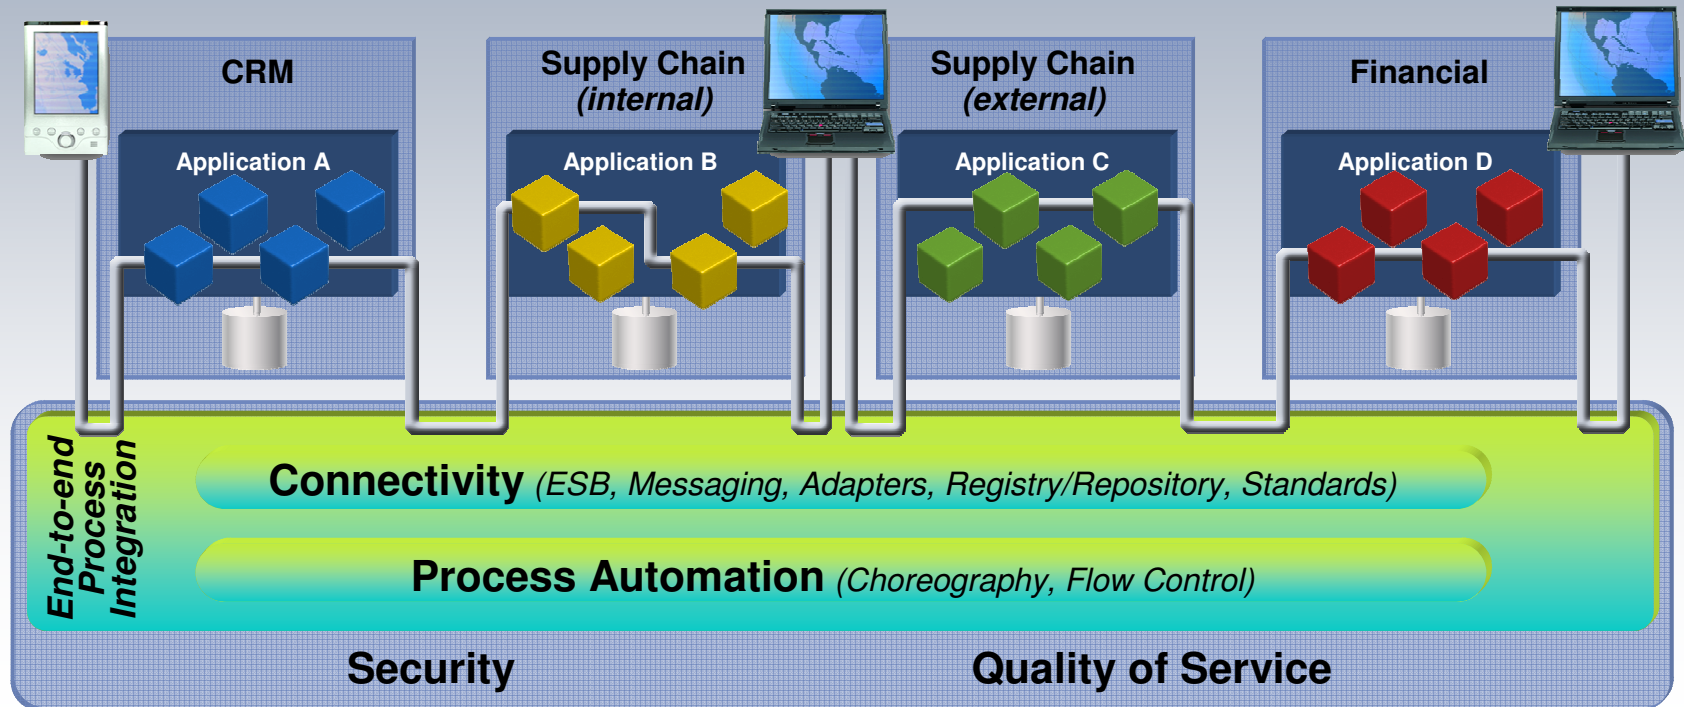 CRM
Supply Chain
(internal)
Supply Chain
(external)
Financial
Application A
Application B
Application C
Application D
End-to-end
Process
Integration
Connectivity (ESB, Messaging, Adapters, Registry/Repository, Standards)
Process Automation (Choreography, Flow Control)
Security
Quality of Service